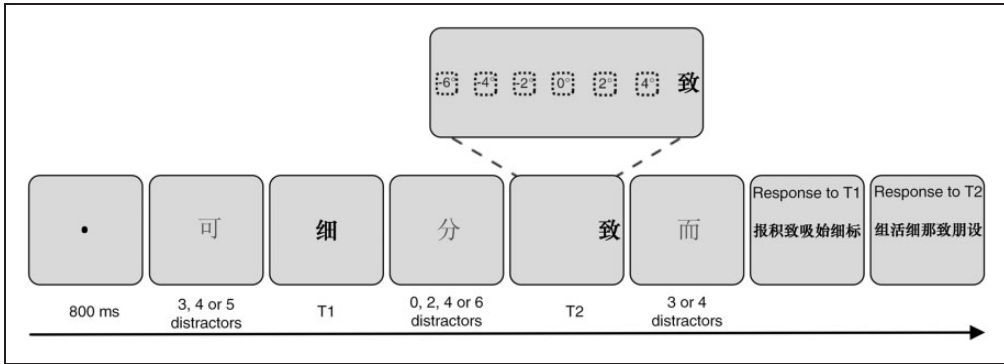 -6° -4° -2° 0° 2° 4° 致
可
细
分
致
而
Response to T1
报积致吸始细标
Response to T2
组活细那致朋设
800 ms
3, 4 or 5
distractors
T1
0, 2, 4 or 6
distractors
T2
3 or 4
distractors